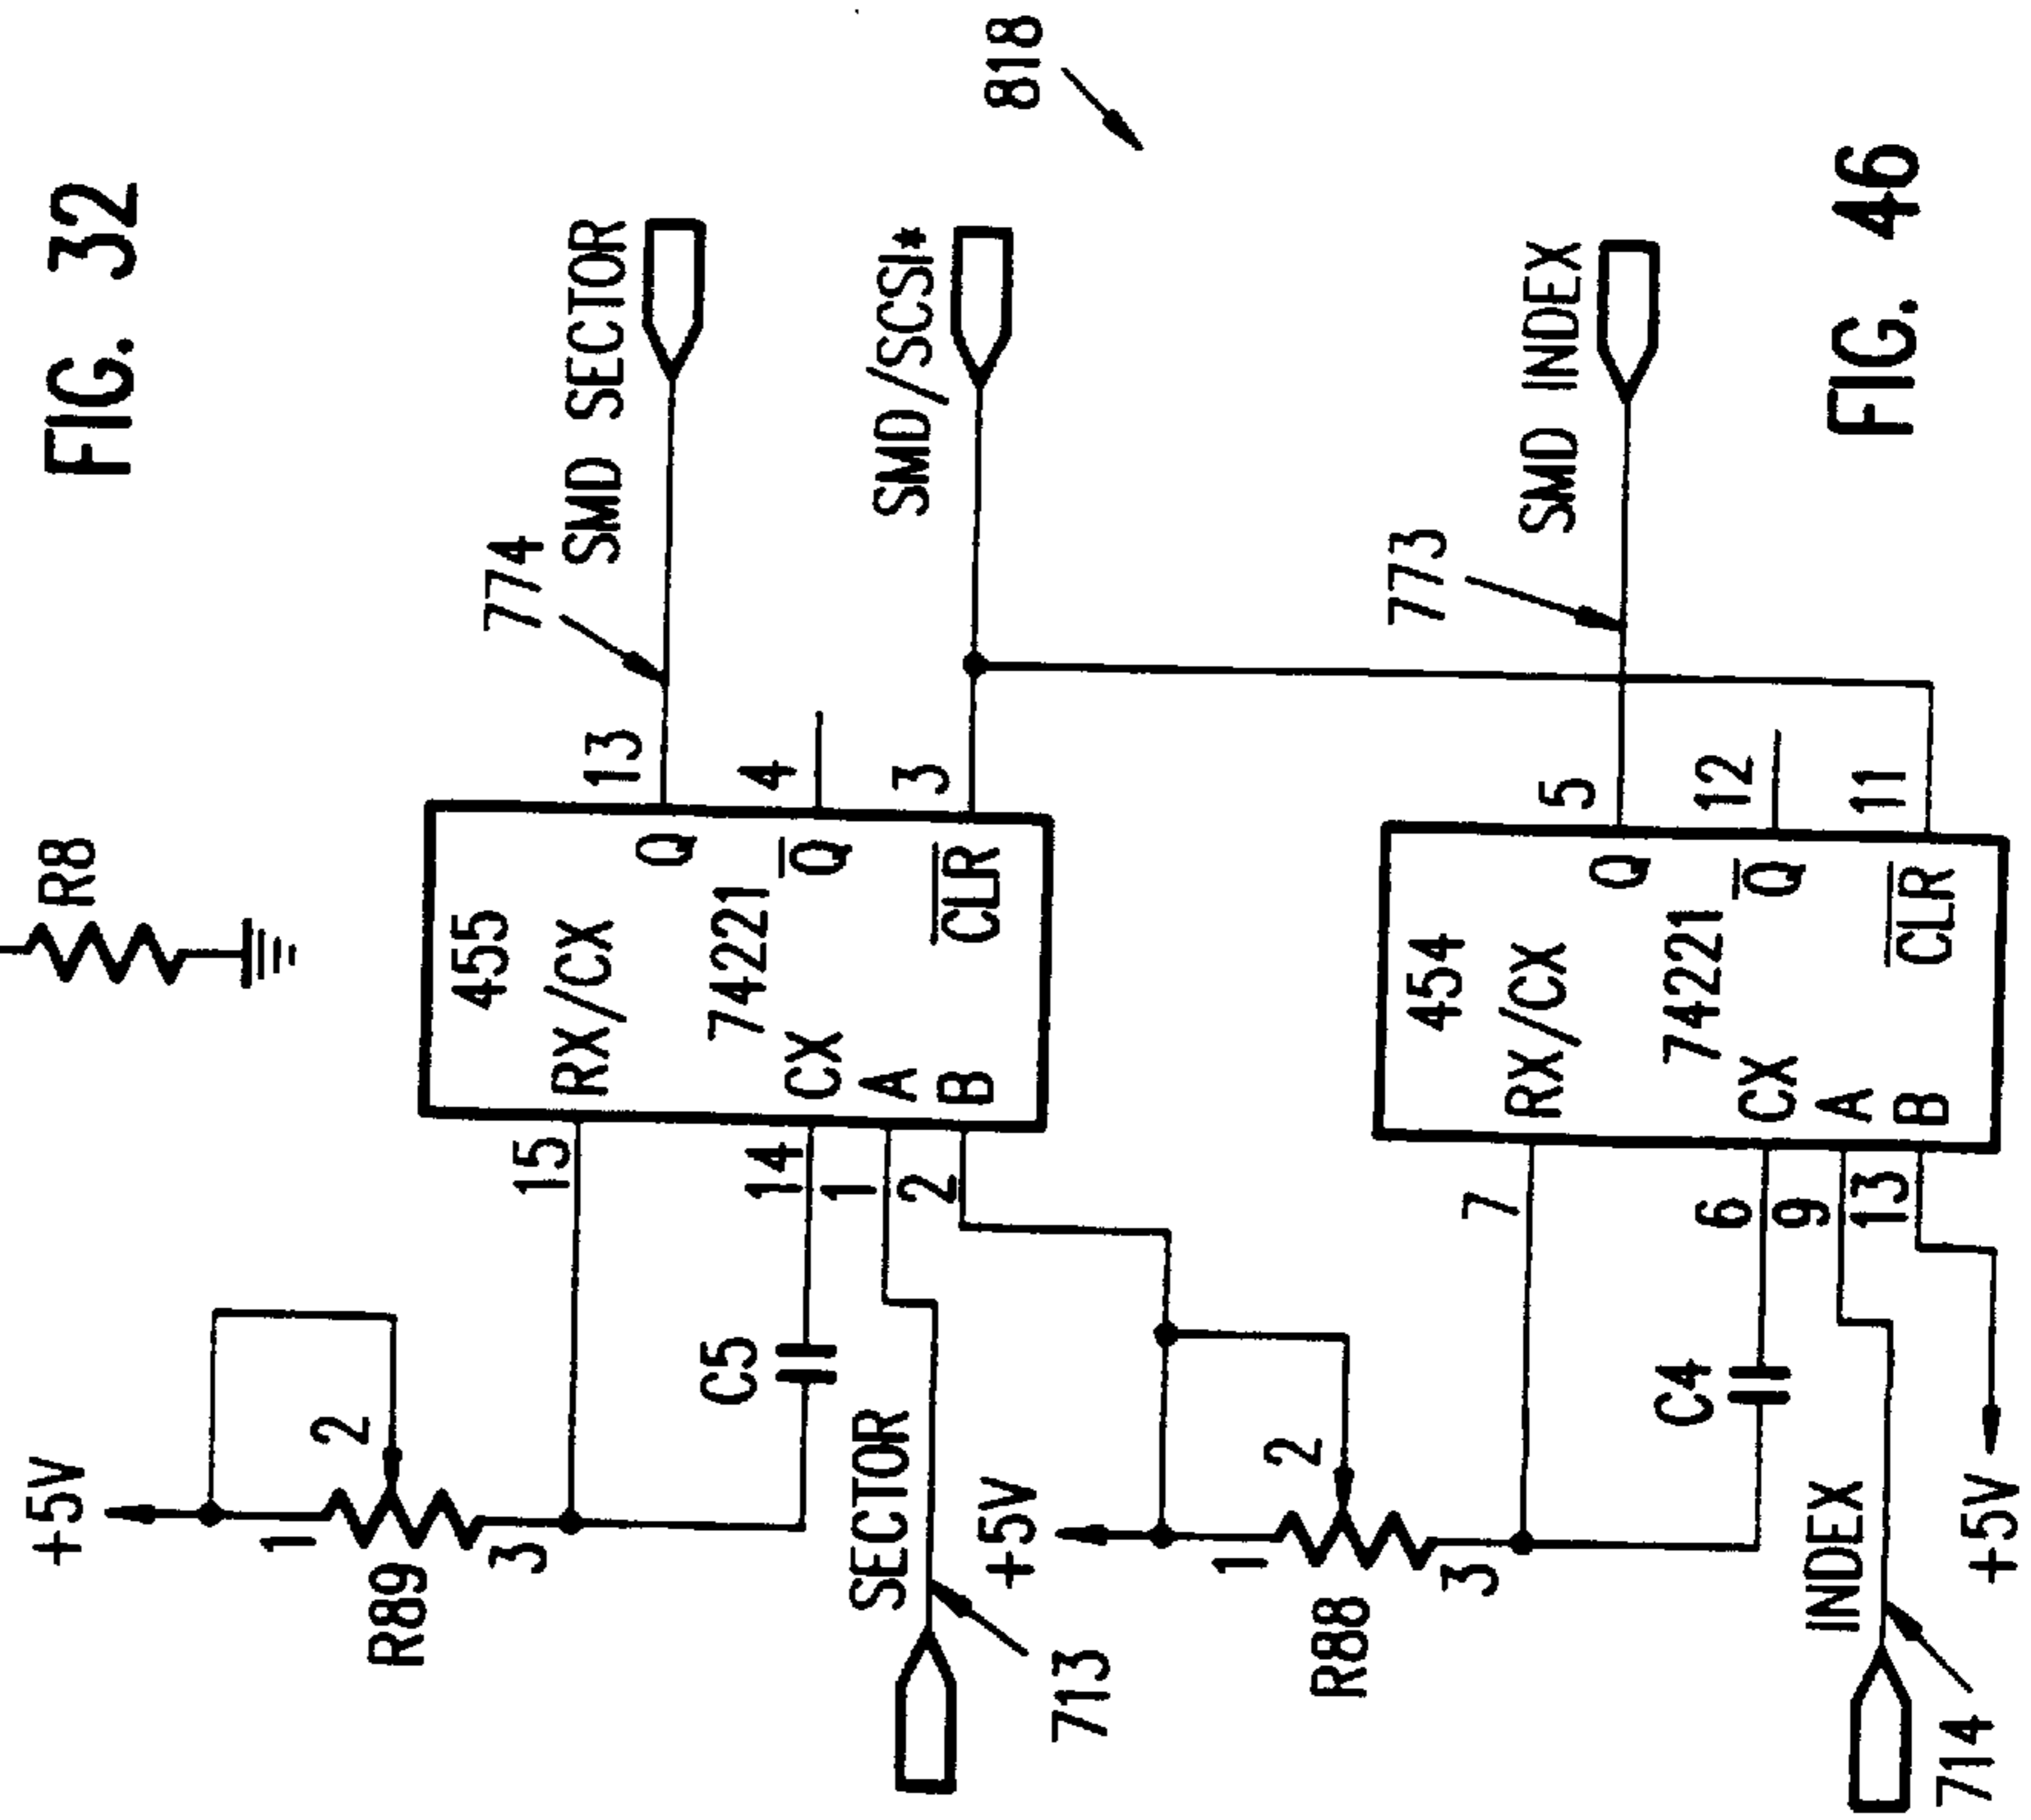 FIG. 32
R8
+5V
1
2
3
R89
455
RX/CX
74221
CX
A
B
Q
Q
CLR
15
14
1
2
13
4
3
C5
774
SMD SECTOR
SMD/SCSI*
818
SECTOR
713
+5V
1
2
3
R88
454
RX/CX
74221
CX
A
B
Q
Q
CLR
7
6
9
13
5
12
11
C4
773
SMD INDEX
INDEX
714
+5V
FIG. 46